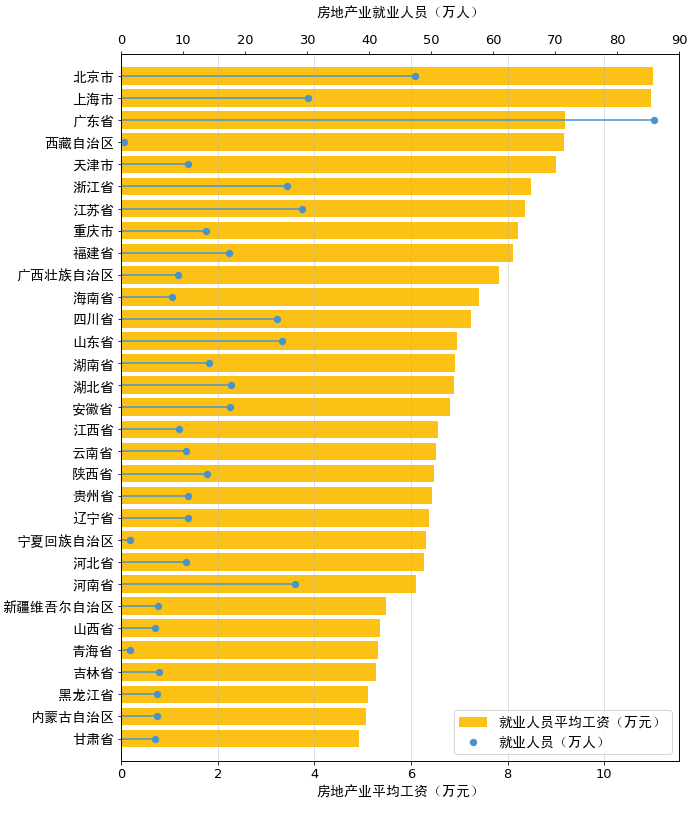 房地产业就业人员（万人）
0 10 20 30 40 50 60 70 80 90
北京市
上海市
广东省
西藏自治区
天津市
浙江省
江苏省
重庆市
福建省
广西壮族自治区
海南省
四川省
山东省
湖南省
湖北省
安徽省
江西省
云南省
陕西省
贵州省
辽宁省
宁夏回族自治区
河北省
河南省
新疆维吾尔自治区
山西省
青海省
吉林省
黑龙江省
内蒙古自治区
甘肃省
就业人员平均工资（万元）
就业人员（万人）
0 2 4 6 8 10
房地产业平均工资（万元）